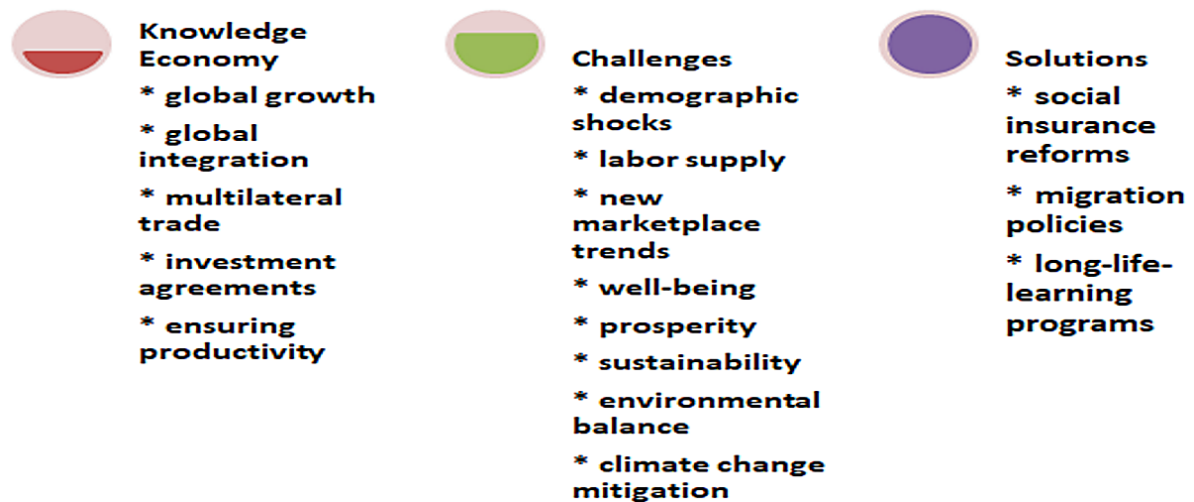 Knowledge
Economy
* global growth
* global
integration
* multilateral
trade
* investment
agreements
* ensuring
productivity
Challenges
* demographic
shocks
* labor supply
* new
marketplace
trends
* well-being
* prosperity
* sustainability
* environmental
balance
* climate change
mitigation
Solutions
* social
insurance
reforms
* migration
policies
* long-life-
learning
programs